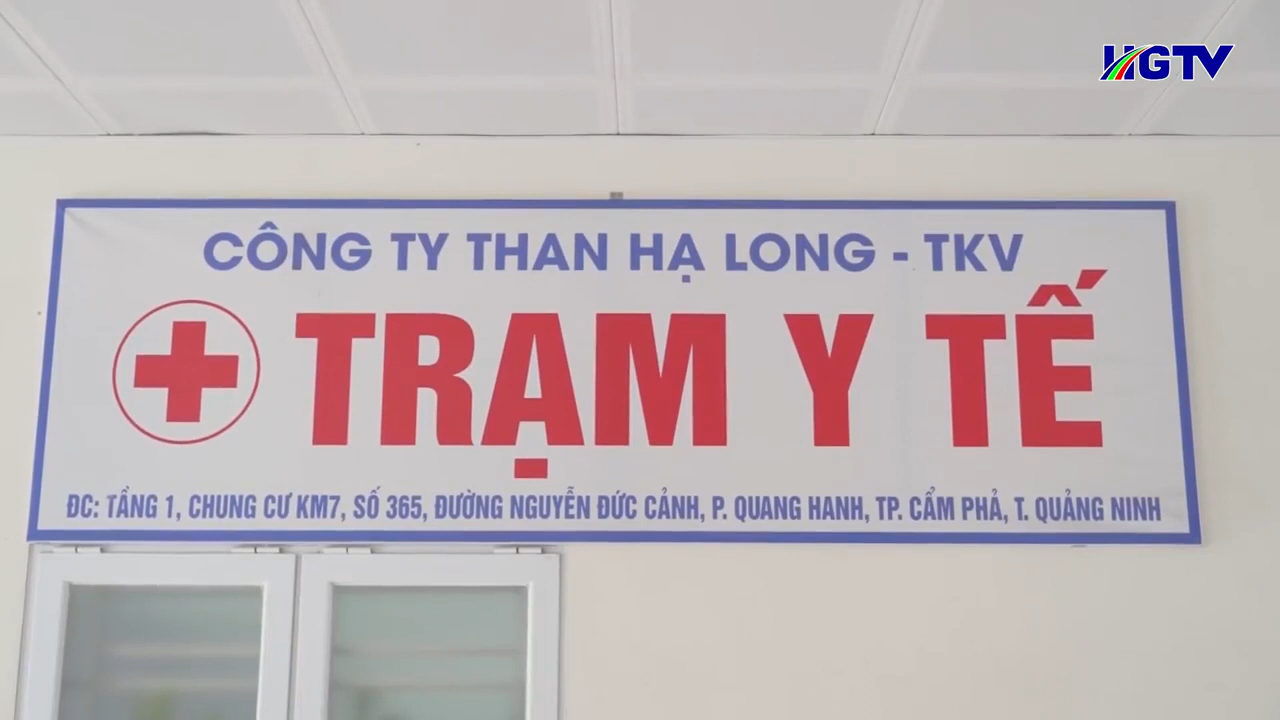 HGTV
CÔNG TY THAN HẠ LONG - TKV
TRẠM Y TẾ
ĐC: TẦNG 1, CHUNG CƯ KM7, SỐ 365, ĐƯỜNG NGUYỄN ĐỨC CẢNH, P. QUANG HANH, TP. CẨM PHẢ, T. QUẢNG NINH